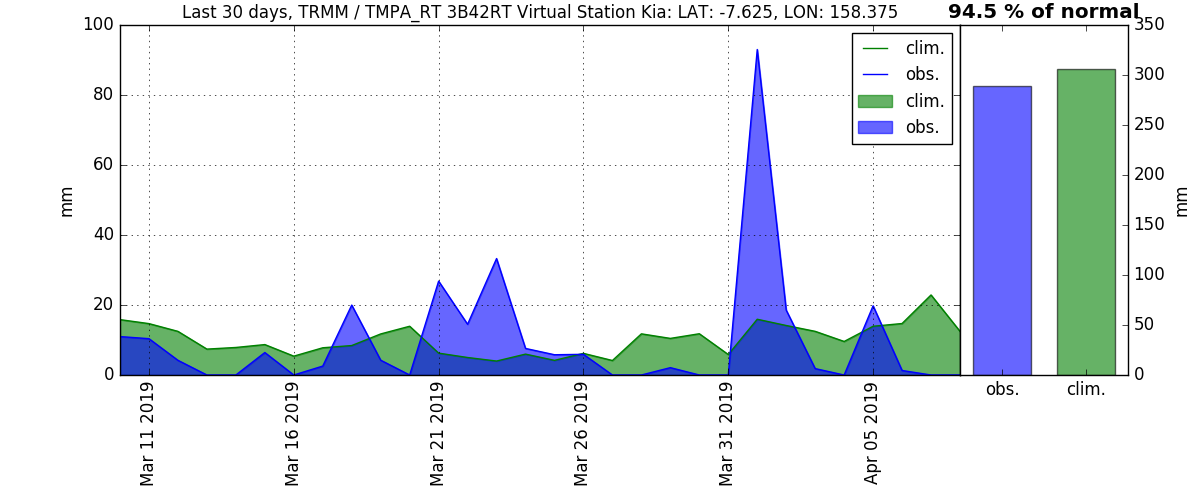 Last 30 days, TRMM / TMPA_RT 3B42RT Virtual Station Kia: LAT: -7.625, LON: 158.375
94.5 % of normal
100
80
60
40
20
0
mm
clim.
obs.
clim.
obs.
350
300
250
200
150
100
50
0
mm
Mar 11 2019
Mar 16 2019
Mar 21 2019
Mar 26 2019
Mar 31 2019
Apr 05 2019
obs.
clim.